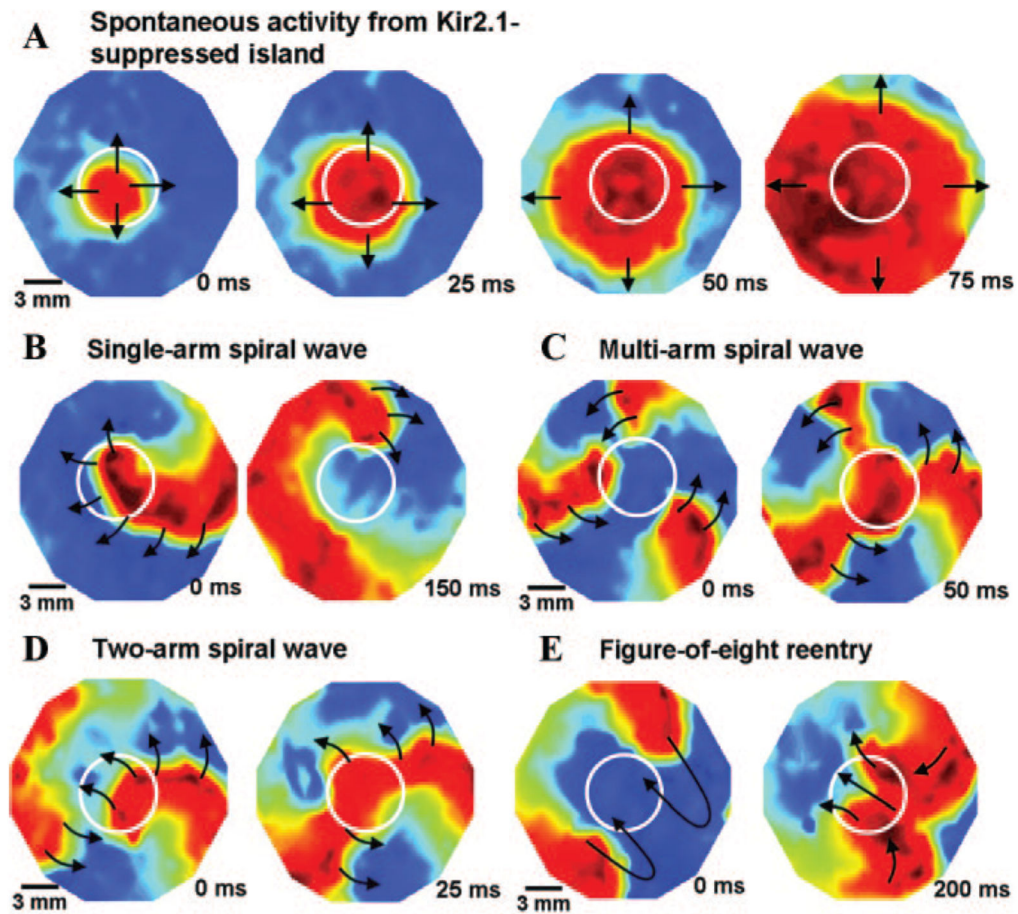 A Spontaneous activity from Kir2.1-
suppressed island
3 mm 0 ms 25 ms 50 ms 75 ms
B Single-arm spiral wave
C Multi-arm spiral wave
3 mm 0 ms 150 ms 3 mm 0 ms 50 ms
D Two-arm spiral wave
E Figure-of-eight reentry
3 mm 0 ms 25 ms 3 mm 0 ms 200 ms